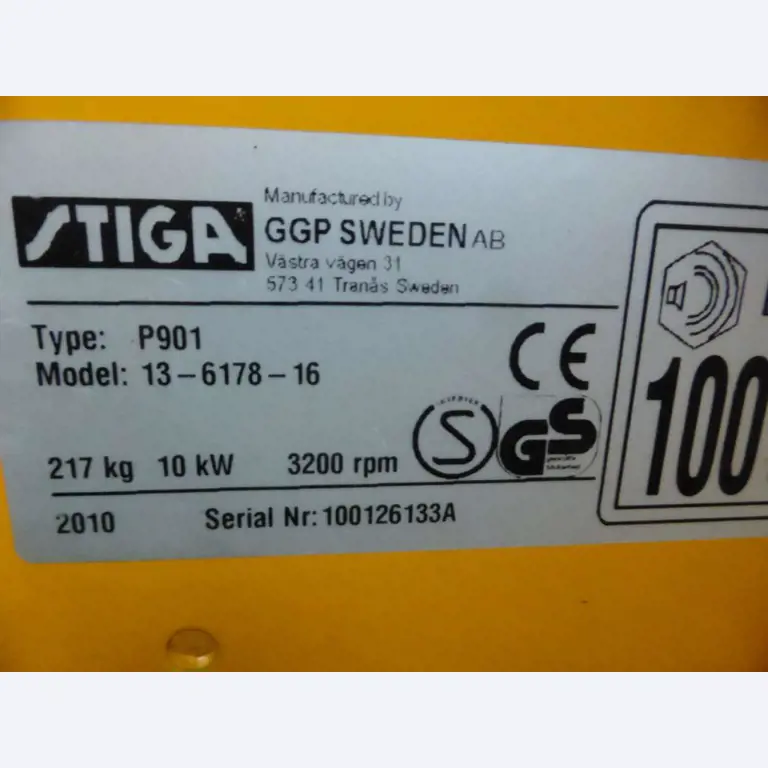 STIGA®
Manufactured by
GGP SWEDEN AB
Västra vägen 31
573 41 Tranås Sweden
Type: P901
Model: 13-6178-16
CE
S
GS
217 kg 10 kW 3200 rpm
2010 Serial Nr: 100126133A
100